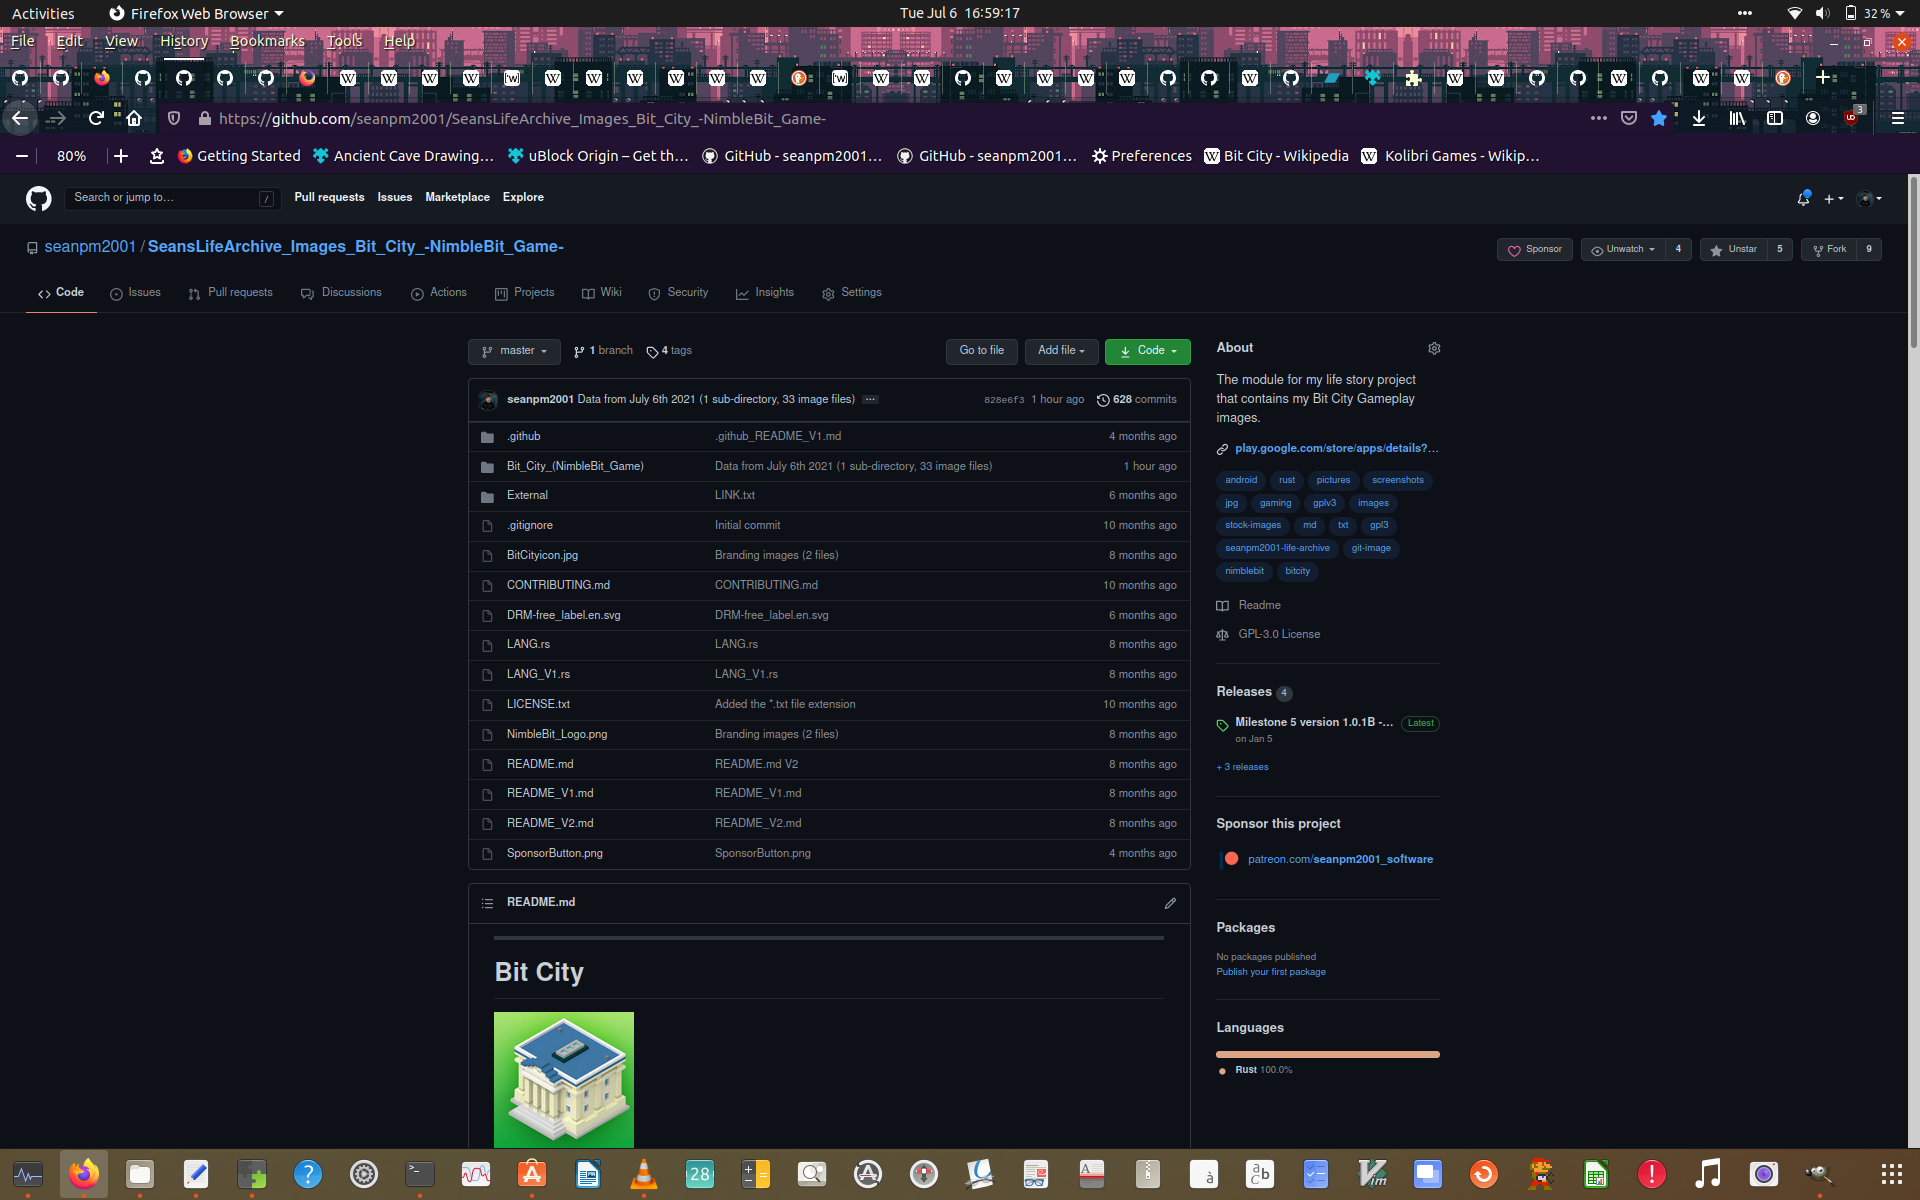 Activities
Firefox Web Browser
Tue Jul 6 16:59:17
32 %
File Edit View History Bookmarks Tools Help
https://github.com/seanpm2001/SeansLifeArchive_Images_Bit_City_-NimbleBit_Game-
3
80%
Getting Started
Ancient Cave Drawing…
uBlock Origin – Get th…
GitHub - seanpm2001…
GitHub - seanpm2001…
Preferences
Bit City - Wikipedia
Kolibri Games - Wikip…
Search or jump to…
/
Pull requests Issues Marketplace Explore
seanpm2001 / SeansLifeArchive_Images_Bit_City_-NimbleBit_Game-
Sponsor
Unwatch 4
Unstar 5
Fork 9
Code Issues Pull requests Discussions Actions Projects Wiki Security Insights Settings
master
1 branch
4 tags
Go to file
Add file
Code
seanpm2001 Data from July 6th 2021 (1 sub-directory, 33 image files) ...
828e6f3 1 hour ago 628 commits
.github .github_README_V1.md 4 months ago
Bit_City_(NimbleBit_Game) Data from July 6th 2021 (1 sub-directory, 33 image files) 1 hour ago
External LINK.txt 6 months ago
.gitignore Initial commit 10 months ago
BitCityicon.jpg Branding images (2 files) 8 months ago
CONTRIBUTING.md CONTRIBUTING.md 10 months ago
DRM-free_label.en.svg DRM-free_label.en.svg 6 months ago
LANG.rs LANG.rs 8 months ago
LANG_V1.rs LANG_V1.rs 8 months ago
LICENSE.txt Added the *.txt file extension 10 months ago
NimbleBit_Logo.png Branding images (2 files) 8 months ago
README.md README.md V2 8 months ago
README_V1.md README_V1.md 8 months ago
README_V2.md README_V2.md 8 months ago
SponsorButton.png SponsorButton.png 4 months ago
README.md
Bit City
About
The module for my life story project
that contains my Bit City Gameplay
images.
play.google.com/store/apps/details?…
android rust pictures screenshots
jpg gaming gplv3 images
stock-images md txt gpl3
seanpm2001-life-archive git-image
nimblebit bitcity
Readme
GPL-3.0 License
Releases 4
Milestone 5 version 1.0.1B -… Latest
on Jan 5
+ 3 releases
Sponsor this project
patreon.com/seanpm2001_software
Packages
No packages published
Publish your first package
Languages
Rust 100.0%
28